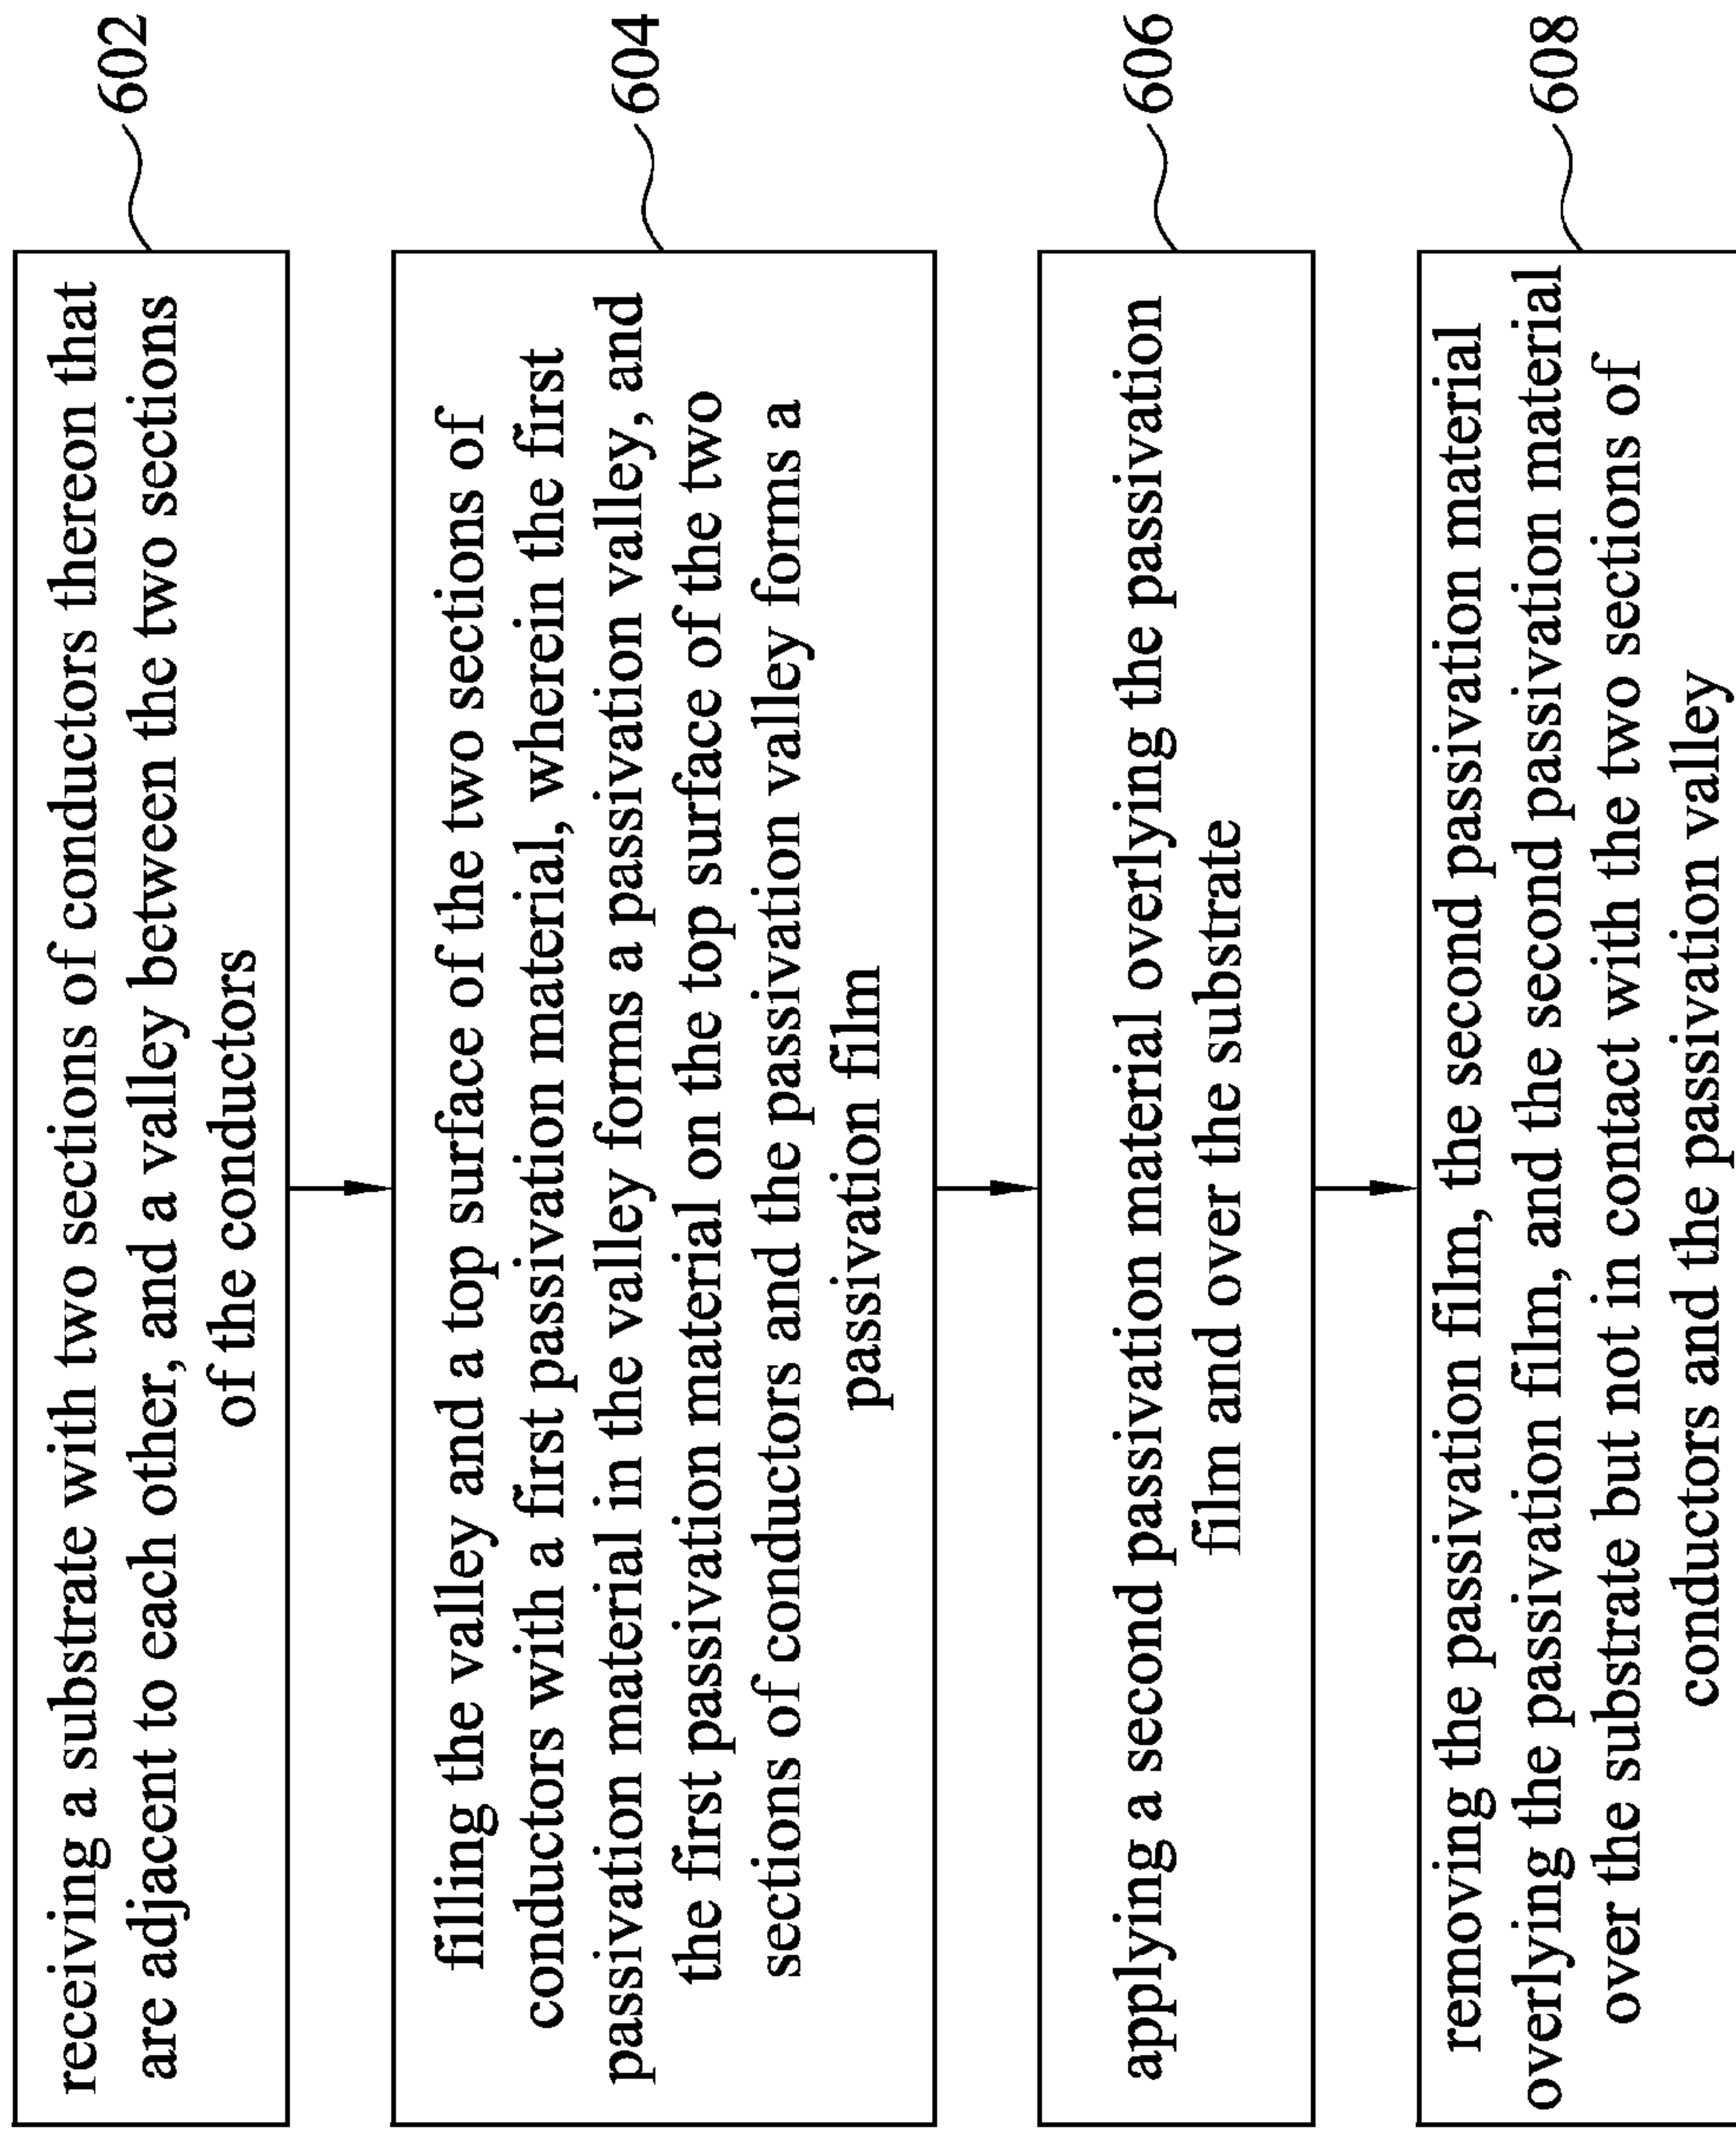 receiving a substrate with two sections of conductors thereon that
are adjacent to each other, and a valley between the two sections
of the conductors
602
filling the valley and a top surface of the two sections of
conductors with a first passivation material, wherein the first
passivation material in the valley forms a passivation valley, and
the first passivation material on the top surface of the two
sections of conductors and the passivation valley forms a
passivation film
604
applying a second passivation material overlying the passivation
film and over the substrate
606
removing the passivation film, the second passivation material
overlying the passivation film, and the second passivation material
over the substrate but not in contact with the two sections of
conductors and the passivation valley
608